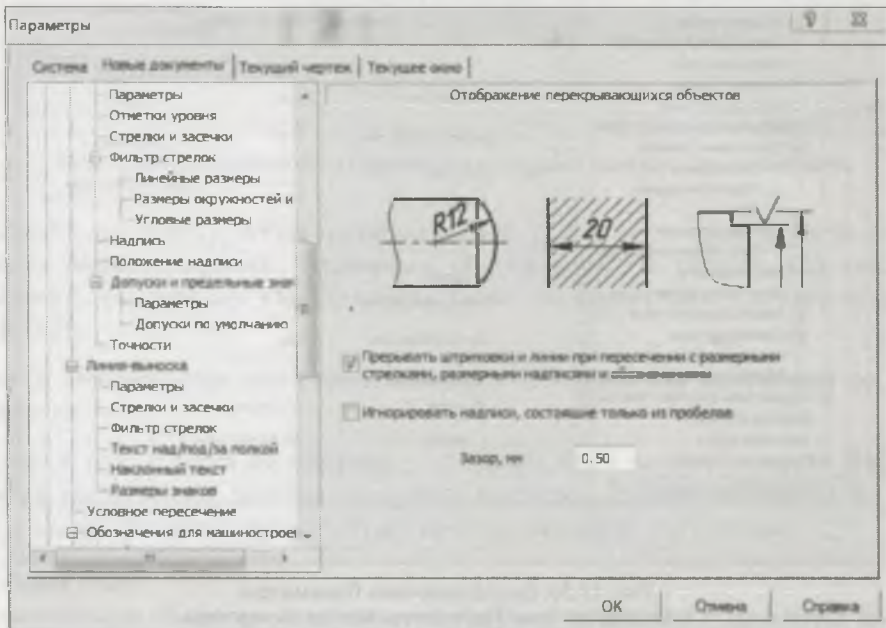 Параметры
Система Новые документы Текущий чертеж Текущее окно
Параметры
Отметки уровня
Стрелки и засечки
Фильтр стрелок
Линейные размеры
Размеры окружностей и
Угловые размеры
Надпись
Положение надписи
Допуски и предельные знач
Параметры
Допуски по умолчанию
Точности
Линия-выноска
Параметры
Стрелки и засечки
Фильтр стрелок
Текст над/под/за полкой
Наклонный текст
Размеры знаков
Условное пересечение
Обозначения для машинострое
Отображение перекрывающихся объектов
R12
20
Прерывать штриховки и линии при пересечении с размерными
стрелками, размерными надписями и
Игнорировать надписи, состоящие только из пробелов
Зазор, мм 0.50
OK Отмена Справка